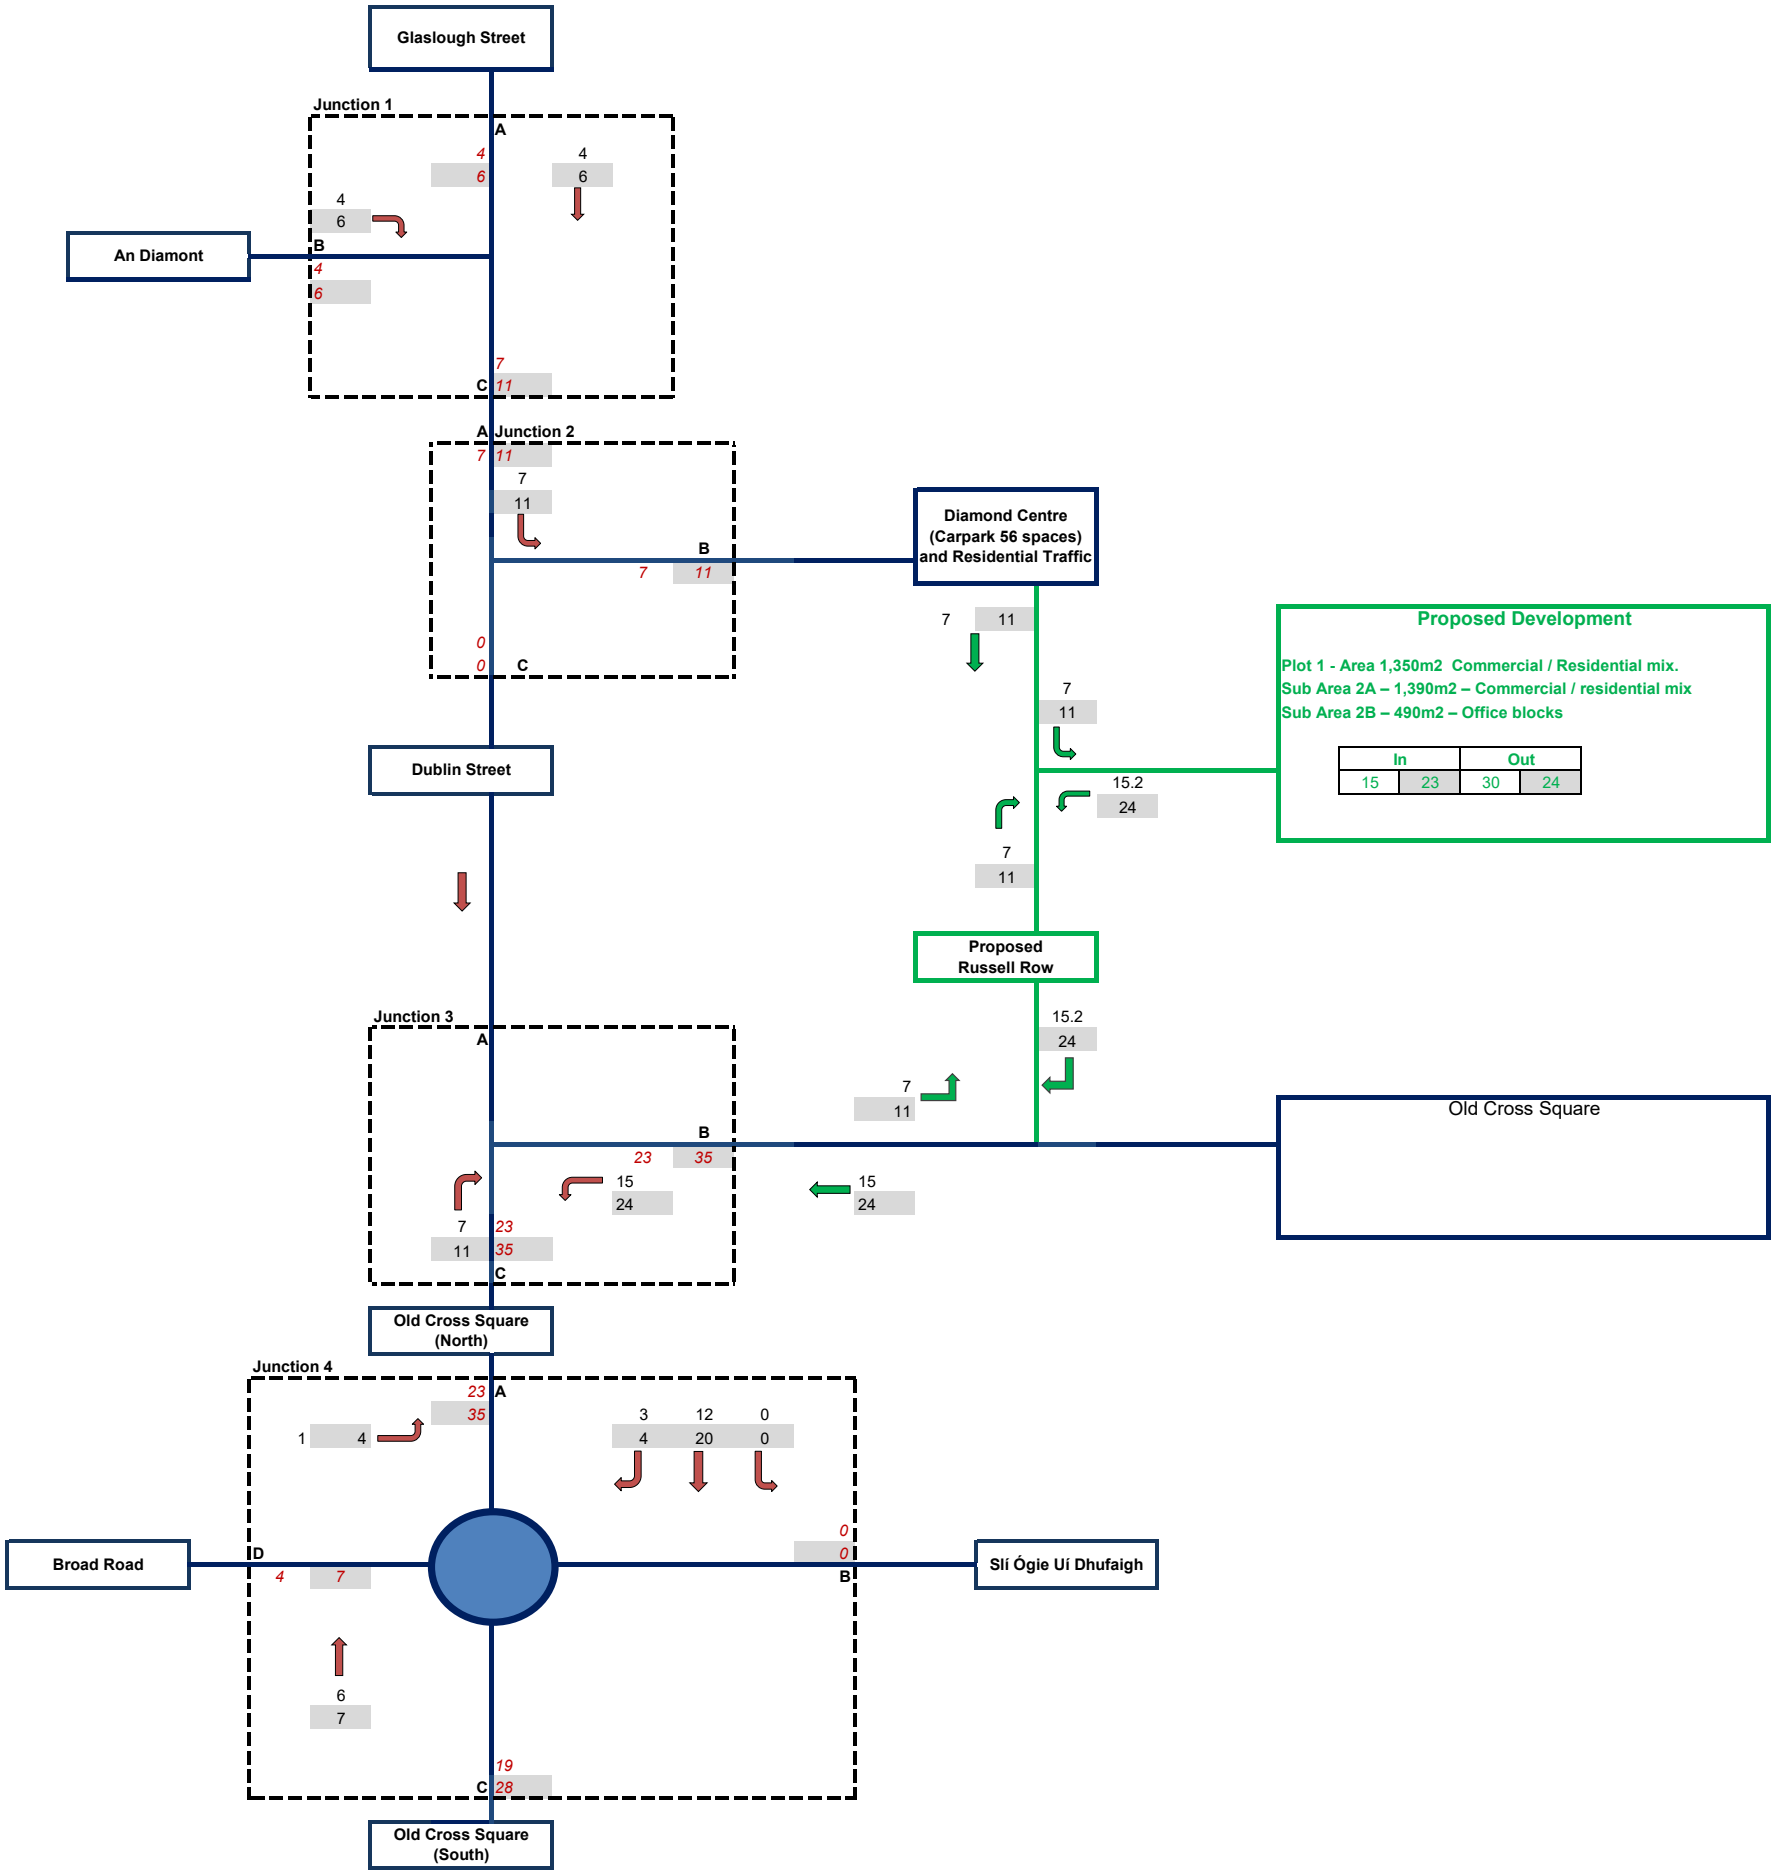 Glaslough Street
Junction 1
A
4 4
6 6
4
6
B
An Diamont
4
6
7
C 11
A Junction 2
7 11
7
11
B
7 11
0
0 C
Diamond Centre
(Carpark 56 spaces)
and Residential Traffic
7 11
7
11
15.2
24
7
11
Proposed Development
Plot 1 - Area 1,350m2 Commercial / Residential mix.
Sub Area 2A – 1,390m2 – Commercial / residential mix
Sub Area 2B – 490m2 – Office blocks
In Out
15 23 30 24
Dublin Street
Proposed
Russell Row
15.2
24
7
11
Junction 3
A
B
23 35
15
24
15
24
7 23
11 35
C
Old Cross Square
Old Cross Square
(North)
Junction 4
23 A
35
1 4
3 12 0
4 20 0
0
0
B
D
Broad Road
4 7
Slí Ógie Uí Dhufaigh
6
7
19
C 28
Old Cross Square
(South)